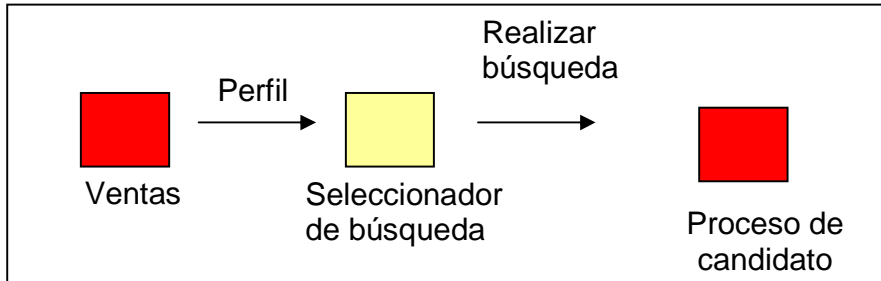 Realizar
búsqueda
Perfil
Ventas
Seleccionador
de búsqueda
Proceso de
candidato